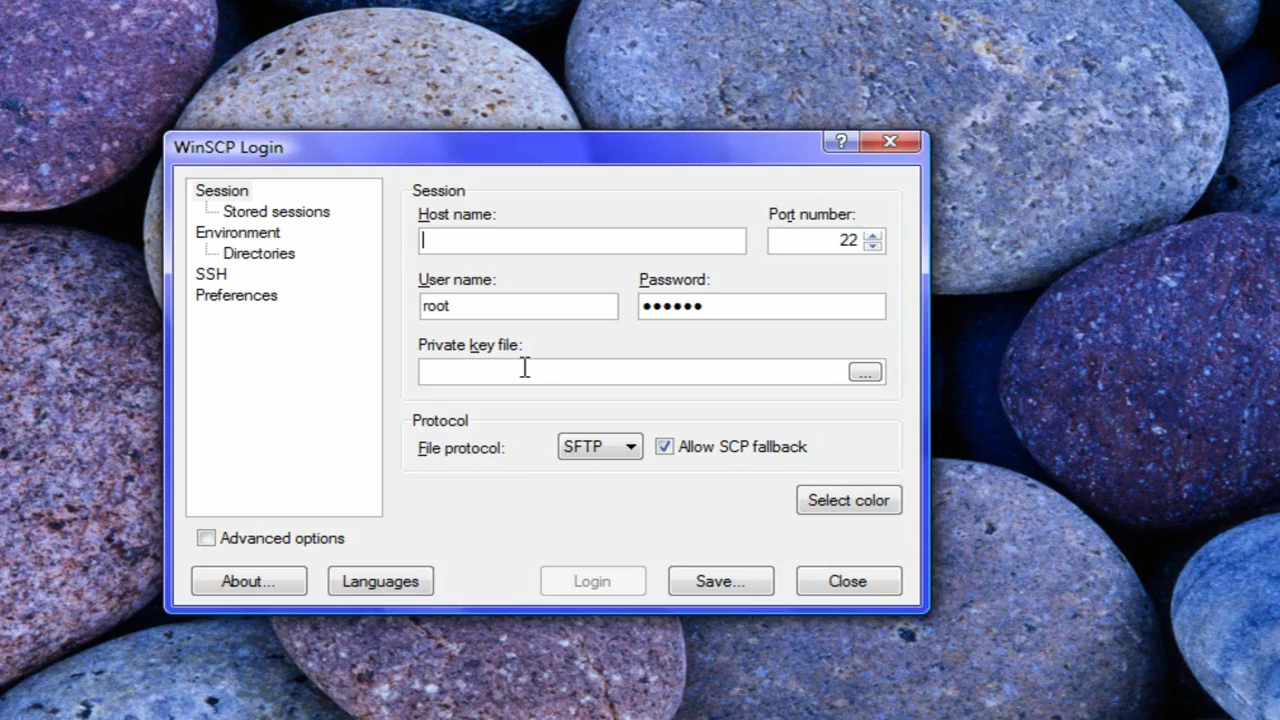 WinSCP Login
?
Session
Stored sessions
Environment
Directories
SSH
Preferences
Session
Host name:
Port number:
22
User name:
Password:
root
••••••
Private key file:
...
Protocol
File protocol:
SFTP
Allow SCP fallback
Select color
Advanced options
About...
Languages
Login
Save...
Close